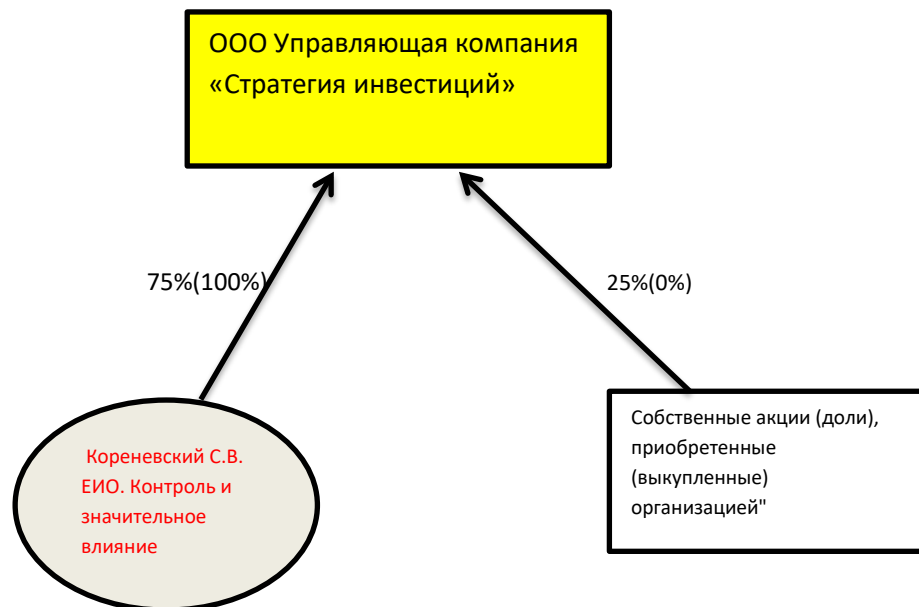 ООО Управляющая компания
«Стратегия инвестиций»
75%(100%)
25%(0%)
Кореневский С.В.
ЕИО. Контроль и
значительное
влияние
Собственные акции (доли),
приобретенные
(выкупленные)
организацией"